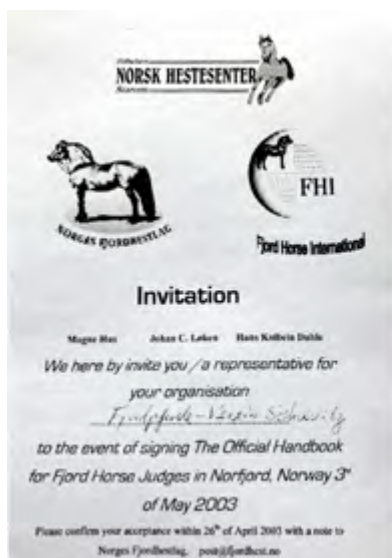 NORSK HESTESENTER
NORGES FJORDHESTLAG
FHI
Fjord Horse International
Invitation
Magne Hus Johan C. Løken Hans Kolbein Dahle
We here by invite you / a representative for
your organisation
to the event of signing The Official Handbook
for Fjord Horse Judges in Norfjord, Norway 3ʳ
of May 2003
Please confirm your acceptance within 26ᵗʰ of April 2003 with a note to
Norges Fjordhestlag, post@fjordhest.no